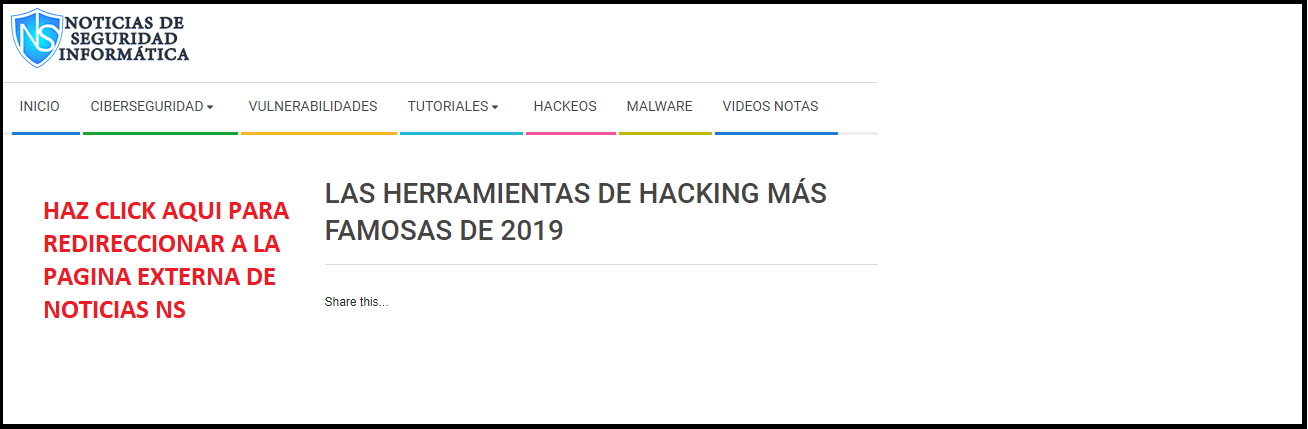 NOTICIAS DE
SEGURIDAD
INFORMÁTICA
NS
INICIO CIBERSEGURIDAD VULNERABILIDADES TUTORIALES HACKEOS MALWARE VIDEOS NOTAS
HAZ CLICK AQUI PARA
REDIRECCIONAR A LA
PAGINA EXTERNA DE
NOTICIAS NS
LAS HERRAMIENTAS DE HACKING MÁS
FAMOSAS DE 2019
Share this...